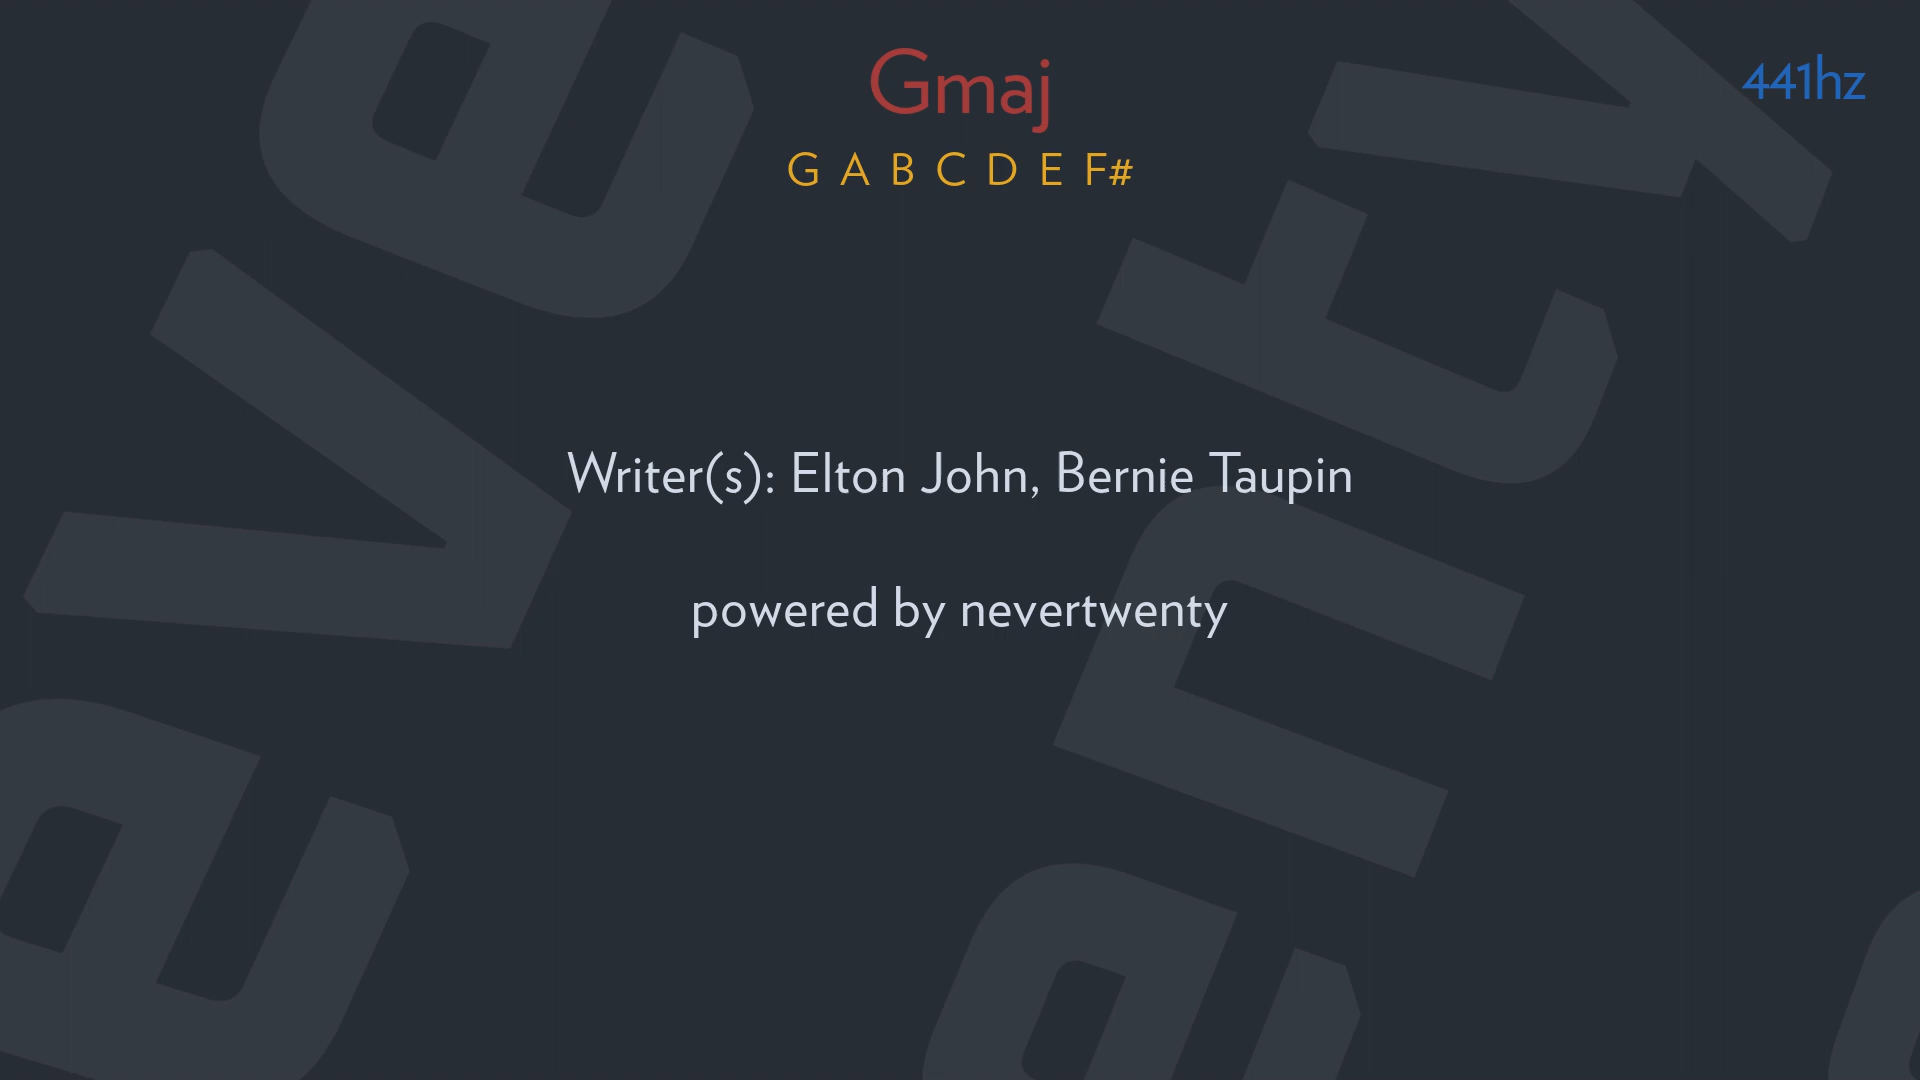 Gmaj
441hz
G A B C D E F#
Writer(s): Elton John, Bernie Taupin
powered by nevertwenty